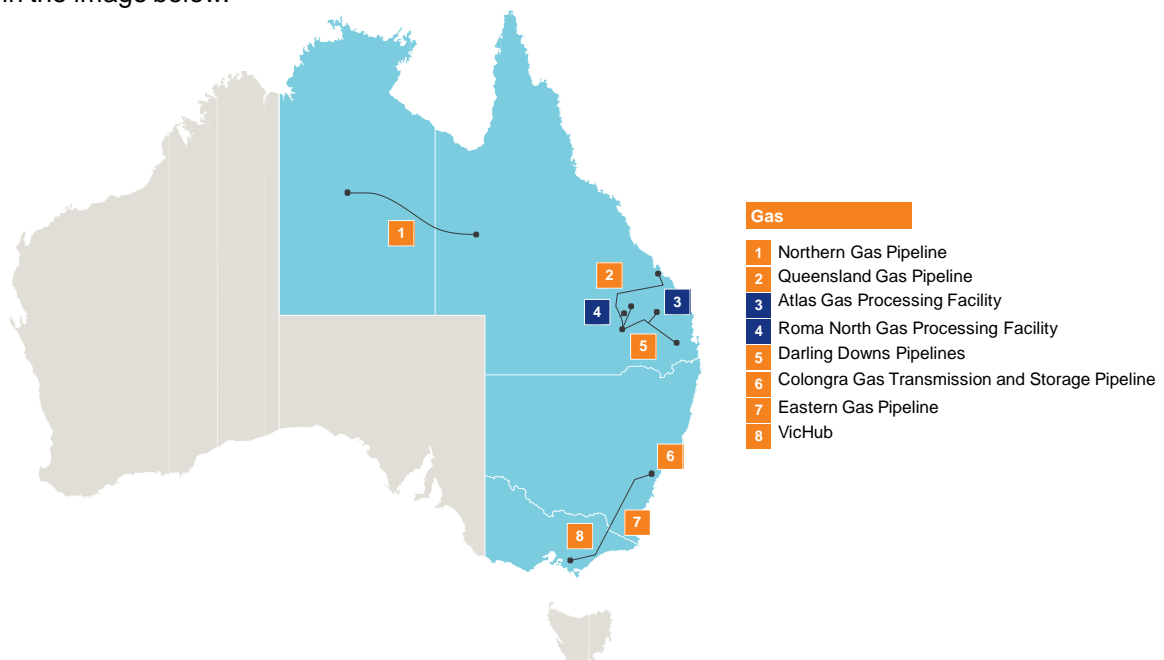 in the image below.
1
2
3
4
5
6
7
8
Gas
1 Northern Gas Pipeline
2 Queensland Gas Pipeline
3 Atlas Gas Processing Facility
4 Roma North Gas Processing Facility
5 Darling Downs Pipelines
6 Colongra Gas Transmission and Storage Pipeline
7 Eastern Gas Pipeline
8 VicHub